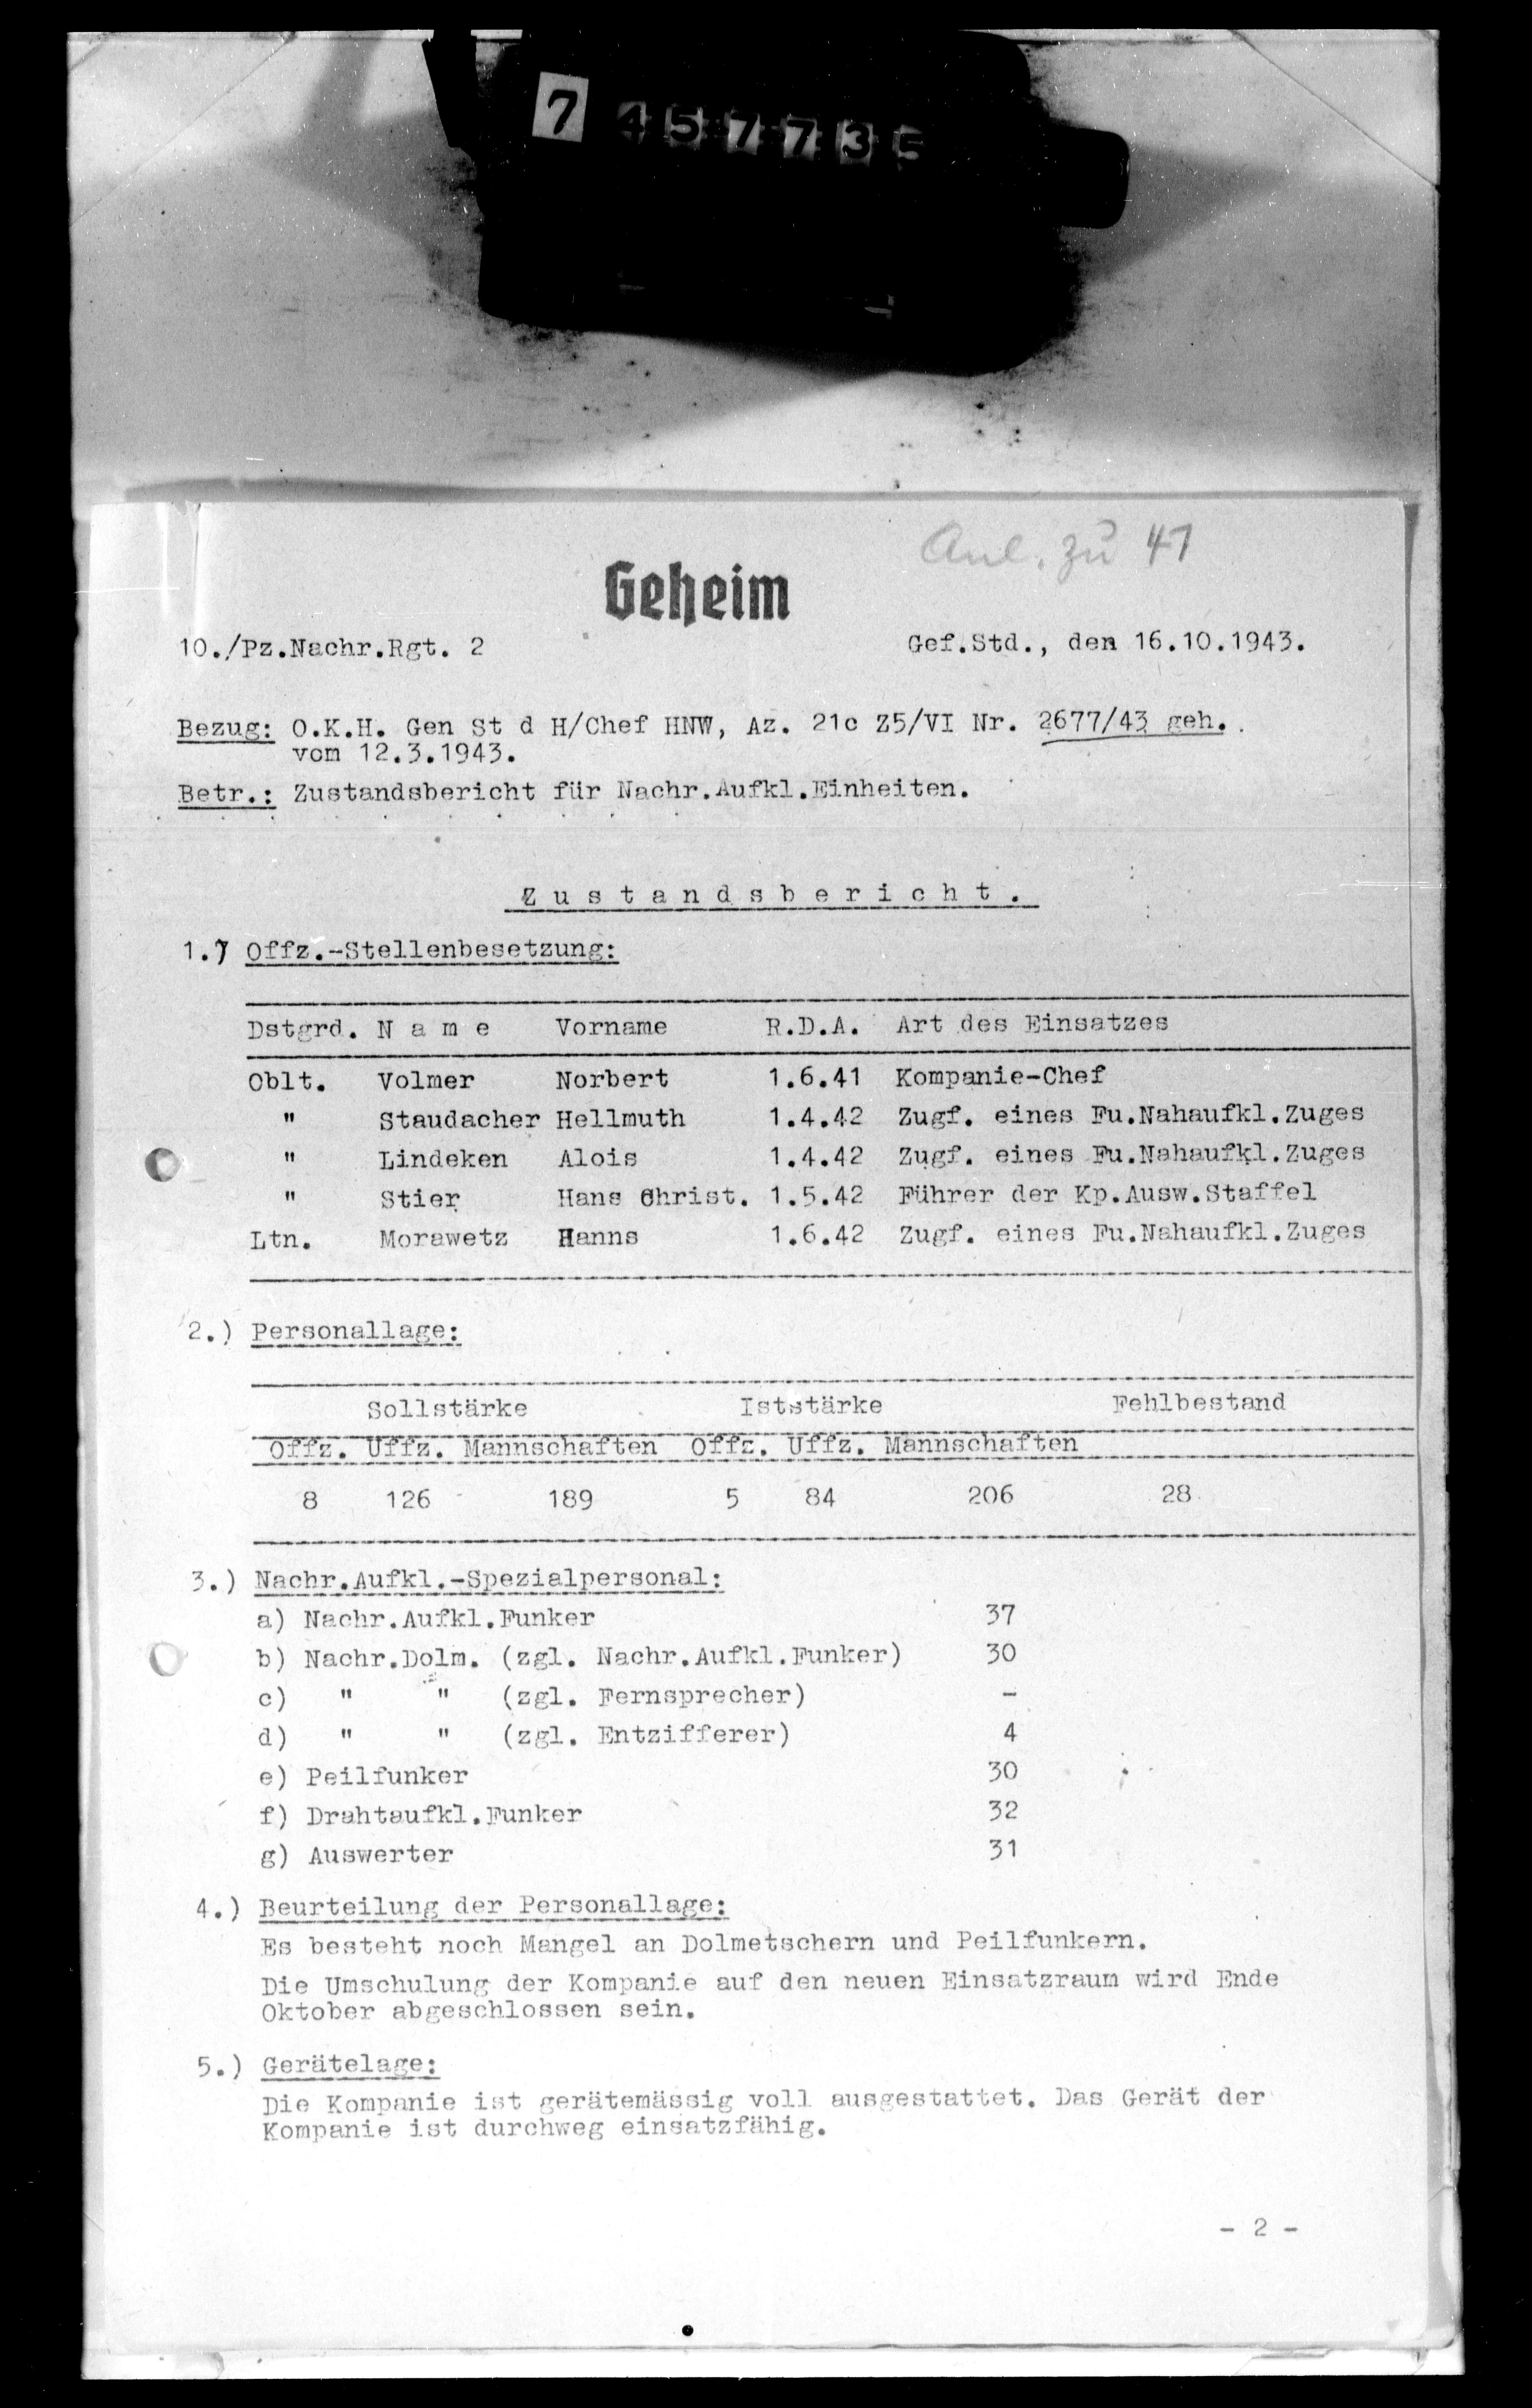 7 457735
Anl. zu 41
Geheim
10./Pz.Nachr.Rgt. 2 Gef.Std., den 16.10.1943.
Bezug: O.K.H. Gen St d H/Chef HNW, Az. 21c Z5/VI Nr. 2677/43 geh.
vom 12.3.1943.
Betr.: Zustandsbericht für Nachr.Aufkl.Einheiten.
Zustandsbericht.
1.) Offz.-Stellenbesetzung:
Dstgrd. N a m e Vorname R.D.A. Art des Einsatzes
Oblt. Volmer Norbert 1.6.41 Kompanie-Chef
" Staudacher Hellmuth 1.4.42 Zugf. eines Fu.Nahaufkl.Zuges
" Lindeken Alois 1.4.42 Zugf. eines Fu.Nahaufkl.Zuges
" Stier Hans Christ. 1.5.42 Führer der Kp.Ausw.Staffel
Ltn. Morawetz Hanns 1.6.42 Zugf. eines Fu.Nahaufkl.Zuges
2.) Personallage:
Sollstärke Iststärke Fehlbestand
Offz. Uffz. Mannschaften Offz. Uffz. Mannschaften
8 126 189 5 84 206 28
3.) Nachr.Aufkl.-Spezialpersonal:
a) Nachr.Aufkl.Funker 37
b) Nachr.Dolm. (zgl. Nachr.Aufkl.Funker) 30
c) " " (zgl. Fernsprecher) -
d) " " (zgl. Entzifferer) 4
e) Peilfunker 30
f) Drahtaufkl.Funker 32
g) Auswerter 31
4.) Beurteilung der Personallage:
Es besteht noch Mangel an Dolmetschern und Peilfunkern.
Die Umschulung der Kompanie auf den neuen Einsatzraum wird Ende
Oktober abgeschlossen sein.
5.) Gerätelage:
Die Kompanie ist gerätemässig voll ausgestattet. Das Gerät der
Kompanie ist durchweg einsatzfähig.
- 2 -